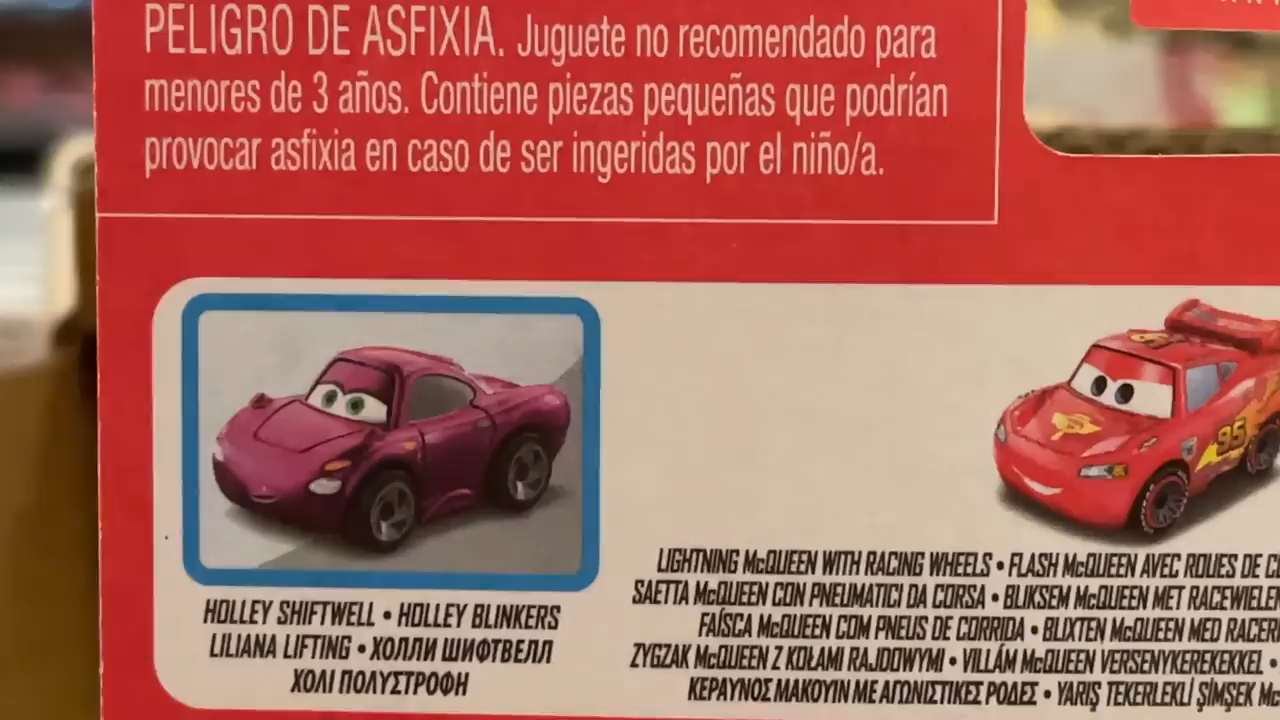 PELIGRO DE ASFIXIA. Juguete no recomendado para
menores de 3 años. Contiene piezas pequeñas que podrían
provocar asfixia en caso de ser ingeridas por el niño/a.
95
HOLLEY SHIFTWELL • HOLLEY BLINKERS
LILIANA LIFTING • ХОЛЛИ ШИФТВЕЛЛ
ΧΟΛΙ ΠΟΛΥΣΤΡΟΦΗ
LIGHTNING McQUEEN WITH RACING WHEELS • FLASH McQUEEN AVEC ROUES DE
SAETTA McQUEEN CON PNEUMATICI DA CORSA • BLIKSEM McQUEEN MET
FAÍSCA McQUEEN COM PNEUS DE CORRIDA • BLIXTEN McQUEEN MED
ZYGZAK McQUEEN Z KOŁAMI RAJDOWYMI • VILLÁM McQUEEN VERSENYKEREKEKKEL •
ΚΕΡΑΥΝΟΣ ΜΑΚΟΥΙΝ ΜΕ ΑΓΩΝΙΣΤΙΚΕΣ ΡΟΔΕΣ • YARIŞ TEKERLEKLİ ŞİMŞEK